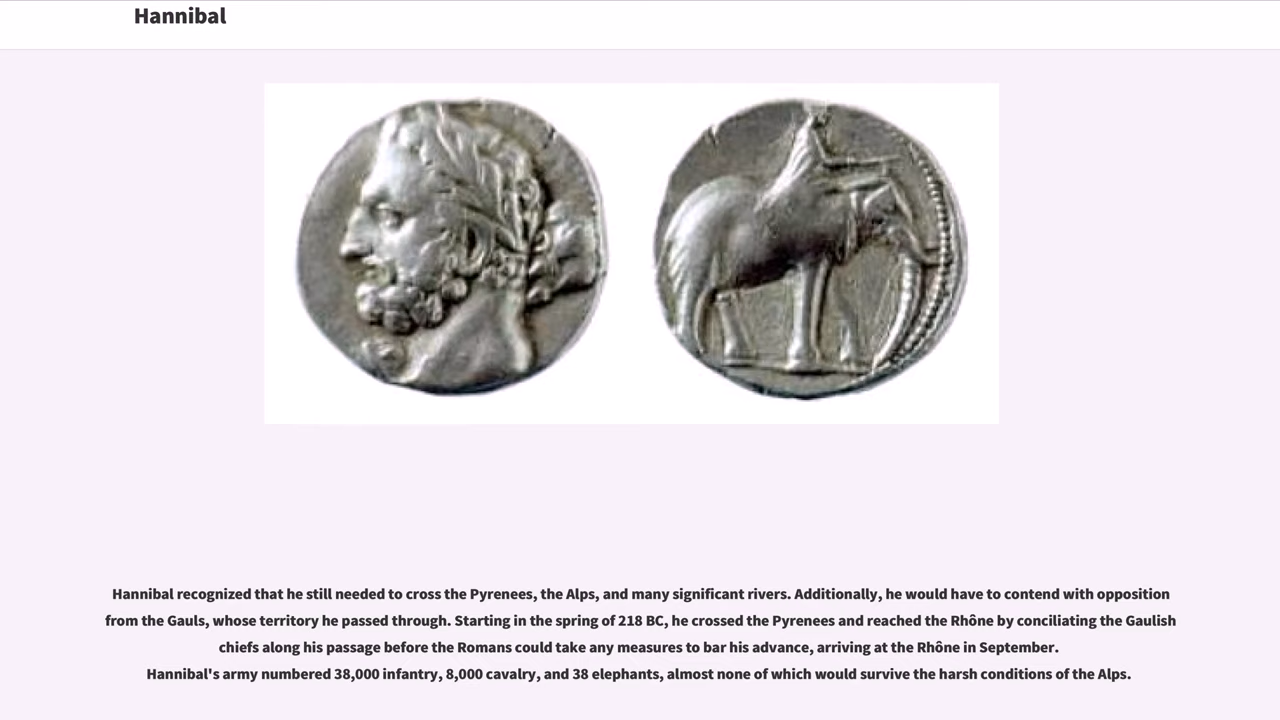 Hannibal
Hannibal recognized that he still needed to cross the Pyrenees, the Alps, and many significant rivers. Additionally, he would have to contend with opposition
from the Gauls, whose territory he passed through. Starting in the spring of 218 BC, he crossed the Pyrenees and reached the Rhône by conciliating the Gaulish
chiefs along his passage before the Romans could take any measures to bar his advance, arriving at the Rhône in September.
Hannibal's army numbered 38,000 infantry, 8,000 cavalry, and 38 elephants, almost none of which would survive the harsh conditions of the Alps.